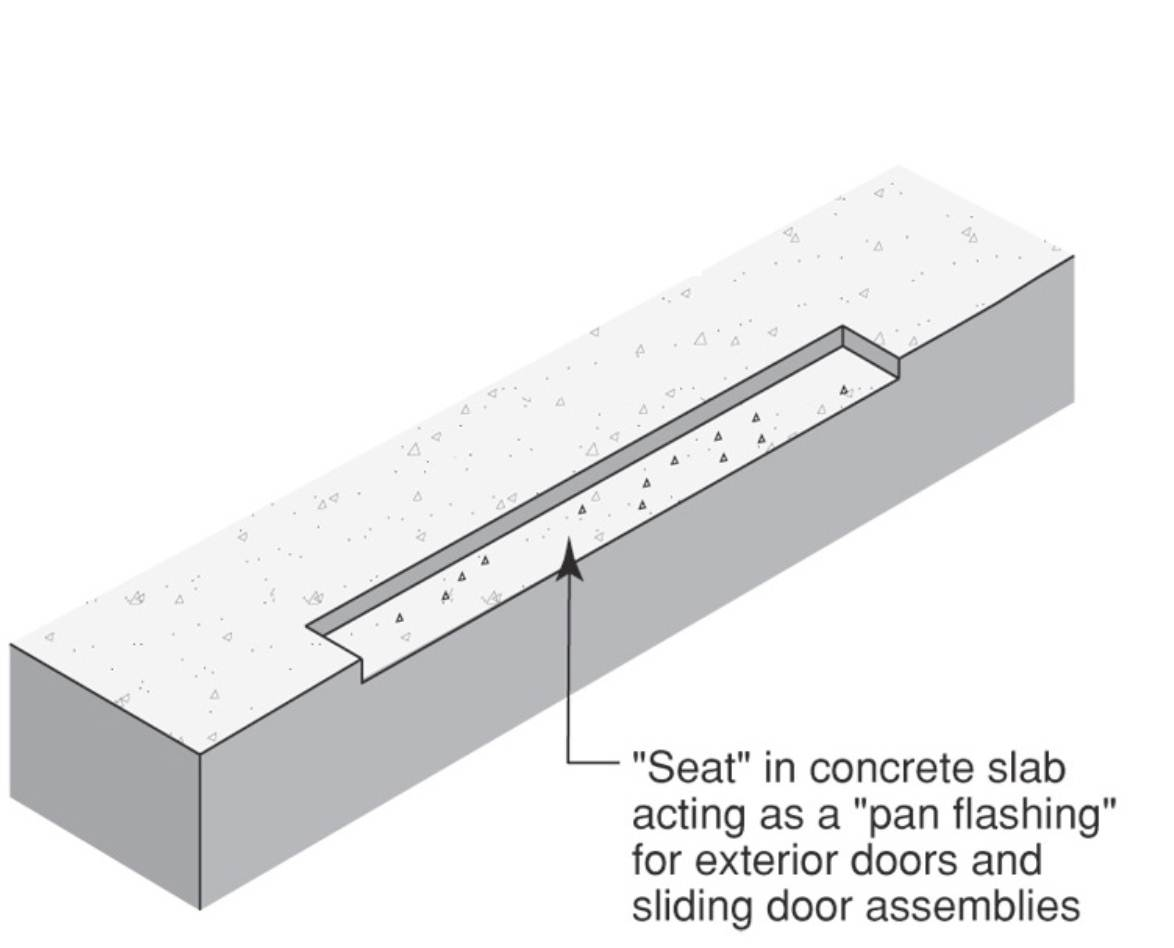 "Seat" in concrete slab
acting as a "pan flashing"
for exterior doors and
sliding door assemblies